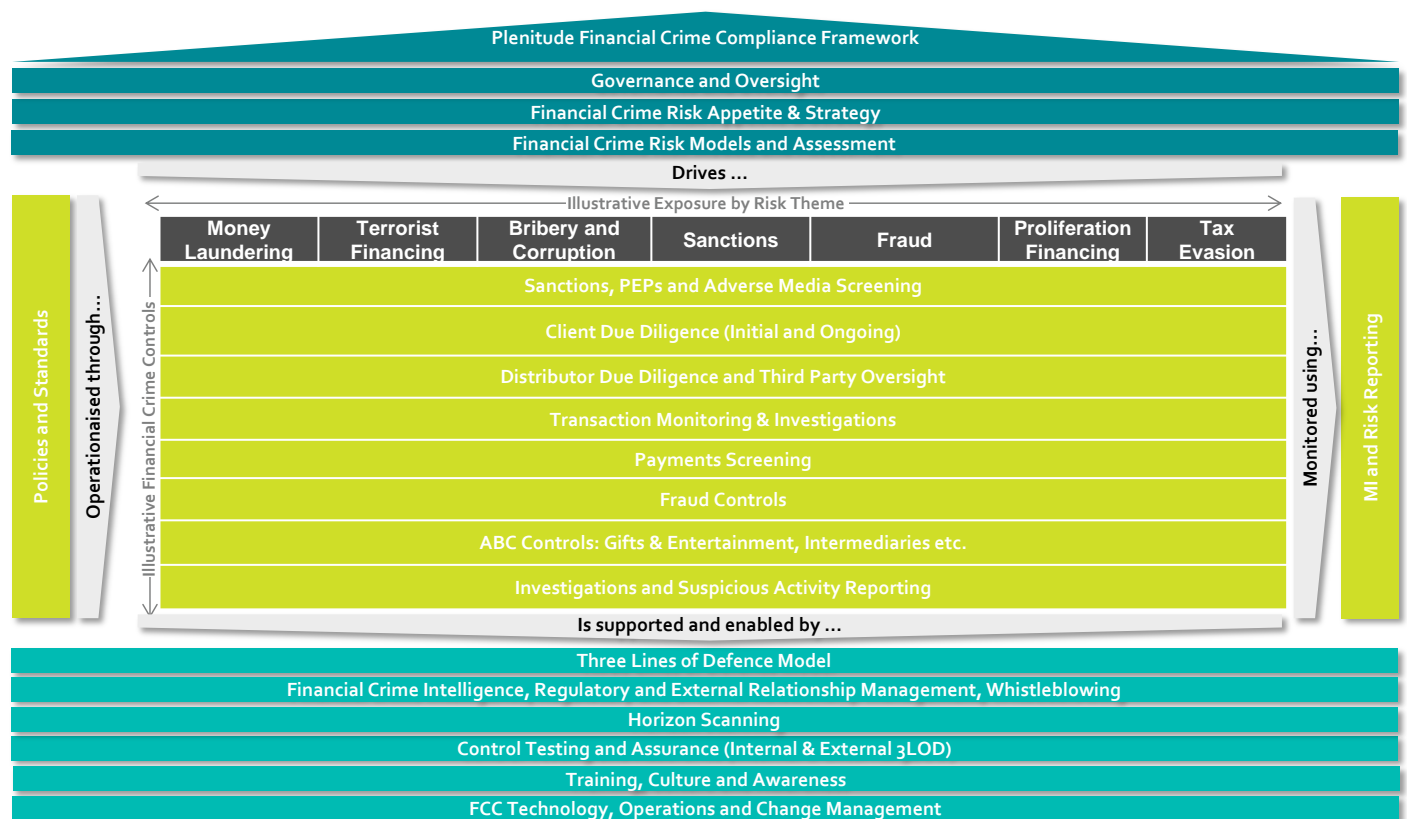 Plenitude Financial Crime Compliance Framework
Governance and Oversight
Financial Crime Risk Appetite & Strategy
Financial Crime Risk Models and Assessment
Drives ...
Policies and Standards
Operationaised through...
Illustrative Exposure by Risk Theme
Money
Laundering
Terrorist
Financing
Bribery and
Corruption
Sanctions
Fraud
Proliferation
Financing
Tax
Evasion
Illustrative Financial Crime Controls
Sanctions, PEPs and Adverse Media Screening
Client Due Diligence (Initial and Ongoing)
Distributor Due Diligence and Third Party Oversight
Transaction Monitoring & Investigations
Payments Screening
Fraud Controls
ABC Controls: Gifts & Entertainment, Intermediaries etc.
Investigations and Suspicious Activity Reporting
Monitored using...
MI and Risk Reporting
Is supported and enabled by ...
Three Lines of Defence Model
Financial Crime Intelligence, Regulatory and External Relationship Management, Whistleblowing
Horizon Scanning
Control Testing and Assurance (Internal & External 3LOD)
Training, Culture and Awareness
FCC Technology, Operations and Change Management